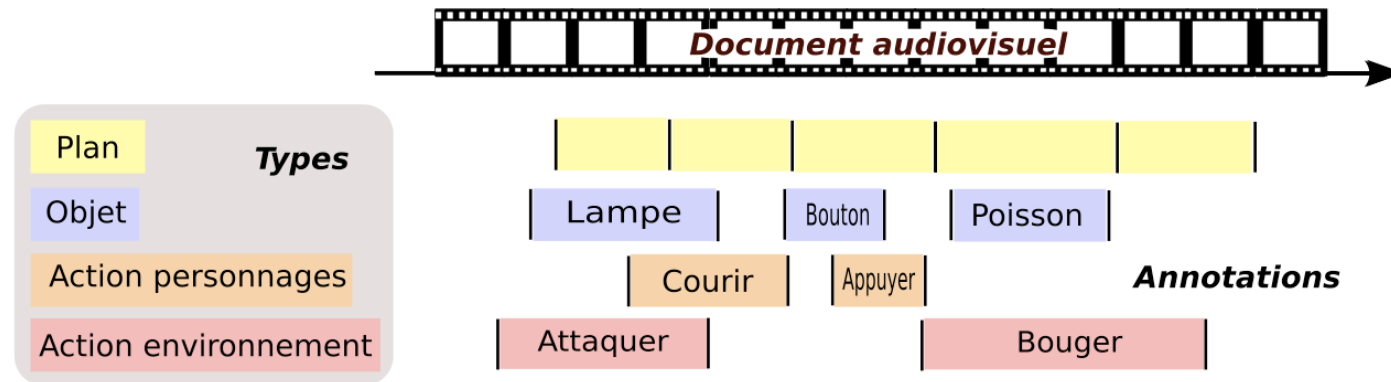 Document audiovisuel
Plan
Types
Objet
Lampe
Bouton
Poisson
Action personnages
Courir
Appuyer
Annotations
Action environnement
Attaquer
Bouger